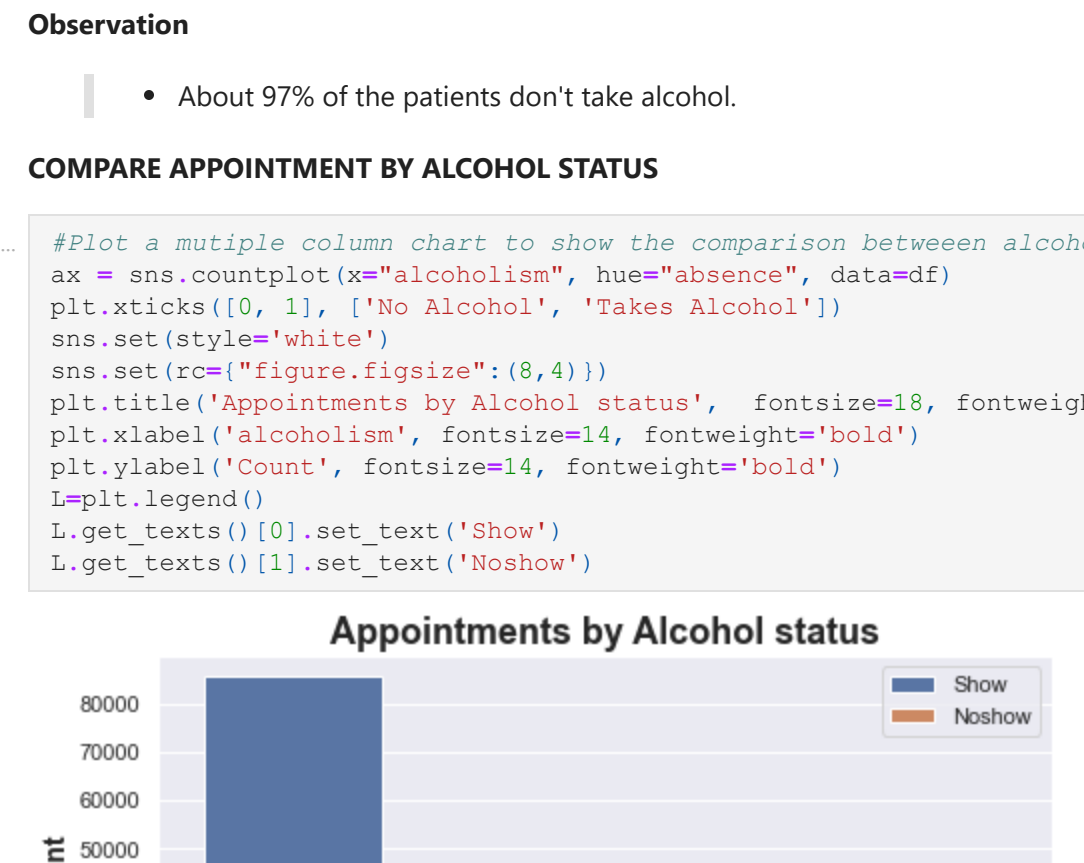 Observation
• About 97% of the patients don't take alcohol.
COMPARE APPOINTMENT BY ALCOHOL STATUS
...
#Plot a mutiple column chart to show the comparison betweeen
ax = sns.countplot(x="alcoholism", hue="absence", data=df)
plt.xticks([0, 1], ['No Alcohol', 'Takes Alcohol'])
sns.set(style='white')
sns.set(rc={"figure.figsize":(8,4)})
plt.title('Appointments by Alcohol status',  fontsize=18,
plt.xlabel('alcoholism', fontsize=14, fontweight='bold')
plt.ylabel('Count', fontsize=14, fontweight='bold')
L=plt.legend()
L.get_texts()[0].set_text('Show')
L.get_texts()[1].set_text('Noshow')
Appointments by Alcohol status
Show
Noshow
80000
70000
60000
50000